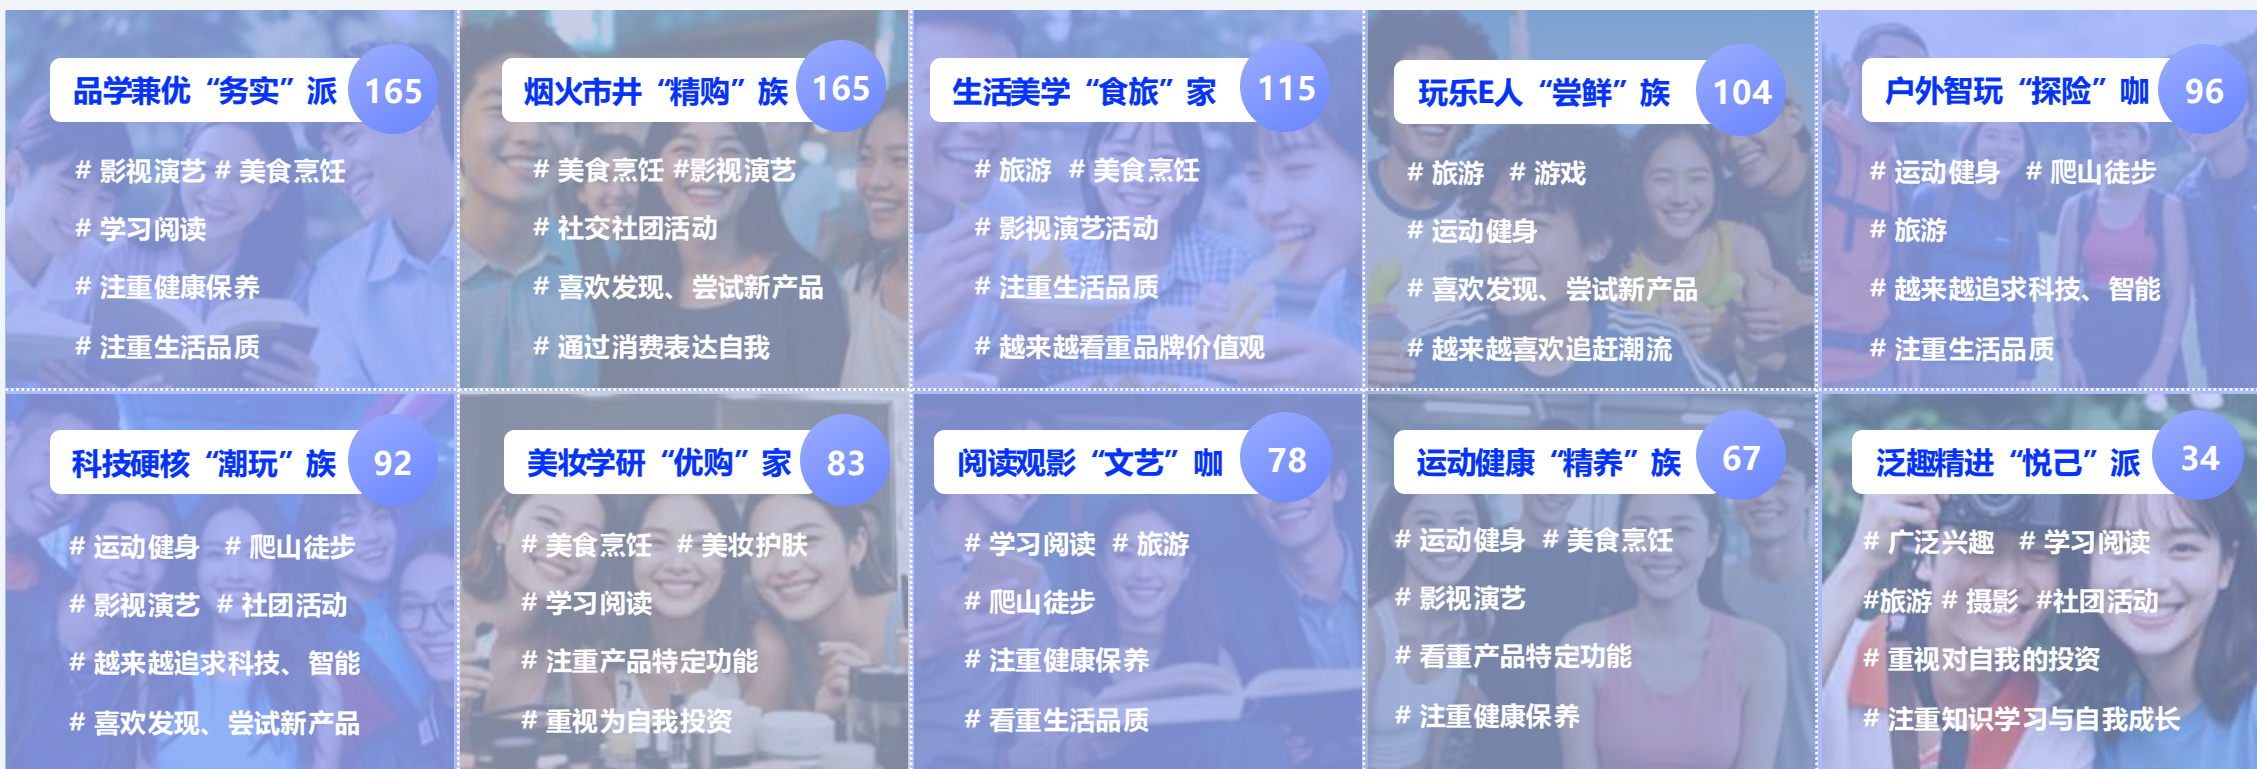 品学兼优“务实”派 165
# 影视演艺 # 美食烹饪
# 学习阅读
# 注重健康保养
# 注重生活品质
烟火市井“精购”族 165
# 美食烹饪 #影视演艺
# 社交社团活动
# 喜欢发现、尝试新产品
# 通过消费表达自我
生活美学“食旅”家 115
# 旅游 # 美食烹饪
# 影视演艺活动
# 注重生活品质
# 越来越看重品牌价值观
玩乐E人“尝鲜”族 104
# 旅游 # 游戏
# 运动健身
# 喜欢发现、尝试新产品
# 越来越喜欢追赶潮流
户外智玩“探险”咖 96
# 运动健身 # 爬山徒步
# 旅游
# 越来越追求科技、智能
# 注重生活品质
科技硬核“潮玩”族 92
# 运动健身 # 爬山徒步
# 影视演艺 # 社团活动
# 越来越追求科技、智能
# 喜欢发现、尝试新产品
美妆学研“优购”家 83
# 美食烹饪 # 美妆护肤
# 学习阅读
# 注重产品特定功能
# 重视为自我投资
阅读观影“文艺”咖 78
# 学习阅读 # 旅游
# 爬山徒步
# 注重健康保养
# 看重生活品质
运动健康“精养”族 67
# 运动健身 # 美食烹饪
# 影视演艺
# 看重产品特定功能
# 注重健康保养
泛趣精进“悦己”派 34
# 广泛兴趣 # 学习阅读
#旅游 # 摄影 #社团活动
# 重视对自我的投资
# 注重知识学习与自我成长